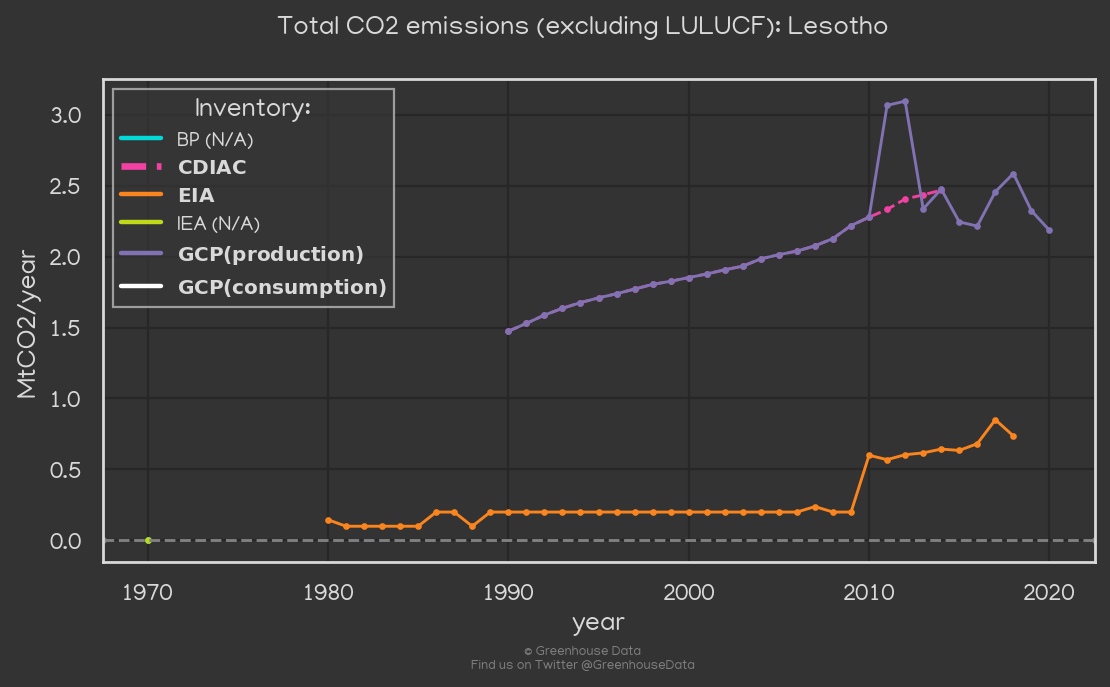 Total CO2 emissions (excluding LULUCF): Lesotho
Inventory:
BP (N/A)
CDIAC
EIA
IEA (N/A)
GCP(production)
GCP(consumption)
MtCO2/year
3.0
2.5
2.0
1.5
1.0
0.5
0.0
1970 1980 1990 2000 2010 2020
year
© Greenhouse Data
Find us on Twitter @GreenhouseData